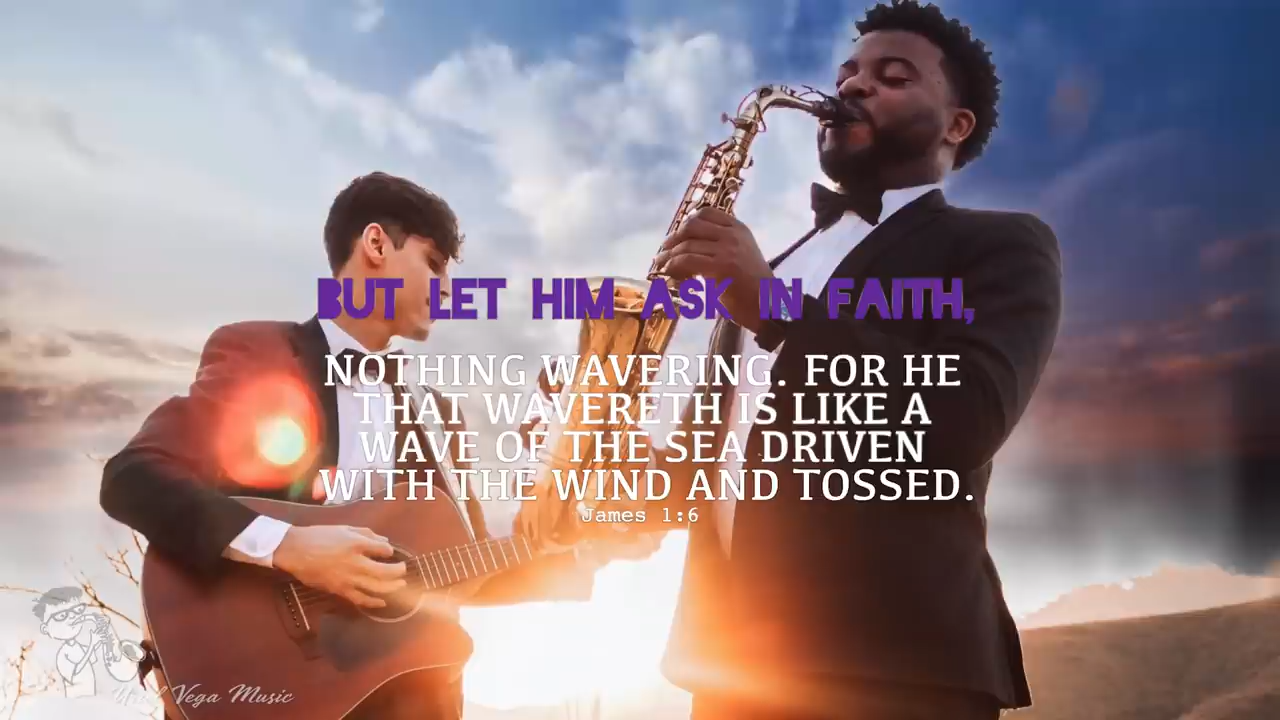 BUT LET HIM ASK IN FAITH,
NOTHING WAVERING. FOR HE
THAT WAVERETH IS LIKE A
WAVE OF THE SEA DRIVEN
WITH THE WIND AND TOSSED.
James 1:6
Vega Music